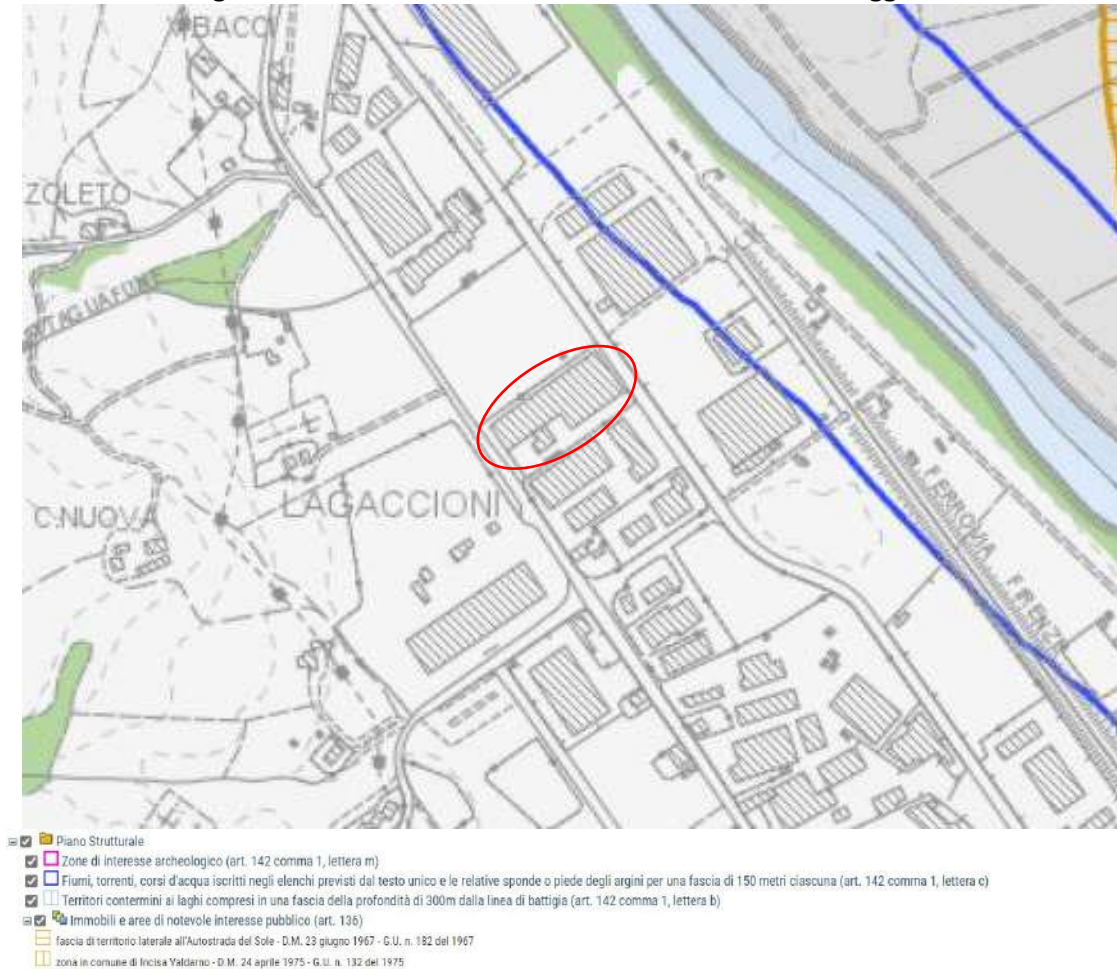 BACCI
ZOLETO
C.NUOVA
LAGACCIONI
FERROVIA
Piano Strutturale
Zone di interesse archeologico (art. 142 comma 1, lettera m)
Fiumi, torrenti, corsi d'acqua iscritti negli elenchi previsti dal testo unico e le relative sponde o piede degli argini per una fascia di 150 metri ciascuna (art. 142 comma 1, lettera c)
Territori contermini ai laghi compresi in una fascia della profondità di 300m dalla linea di battigia (art. 142 comma 1, lettera b)
Immobili e aree di notevole interesse pubblico (art. 136)
fascia di territorio laterale all'Autostrada del Sole - D.M. 23 giugno 1967 - G.U. n. 182 del 1967
zona in comune di Incisa Valdarno - D.M. 24 aprile 1975 - G.U. n. 132 del 1975